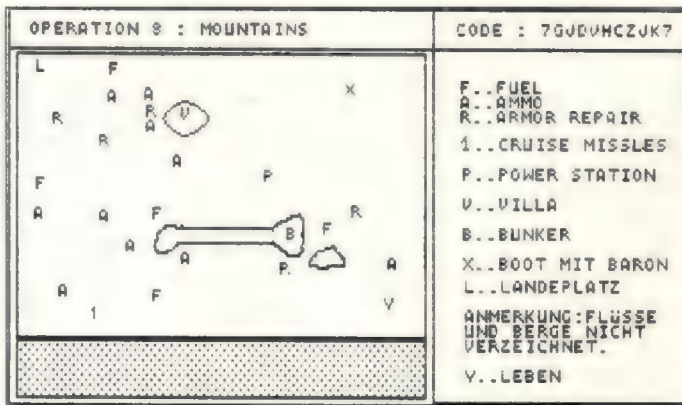 OPERATION 8 : MOUNTAINS
CODE : 7GJDVHCZJK7
L F
A A X
R R V
R A
A
F P
A A F R
A B F
A R A
A F
1 Y
F..FUEL
A..AMMO
R..ARMOR REPAIR
1..CRUISE MISSLES
P..POWER STATION
V..VILLA
B..BUNKER
X..BOOT MIT BARON
L..LANDEPLATZ
ANMERKUNG:FLÜSSE
UND BERGE NICHT
VERZEICHNET.
Y..LEBEN